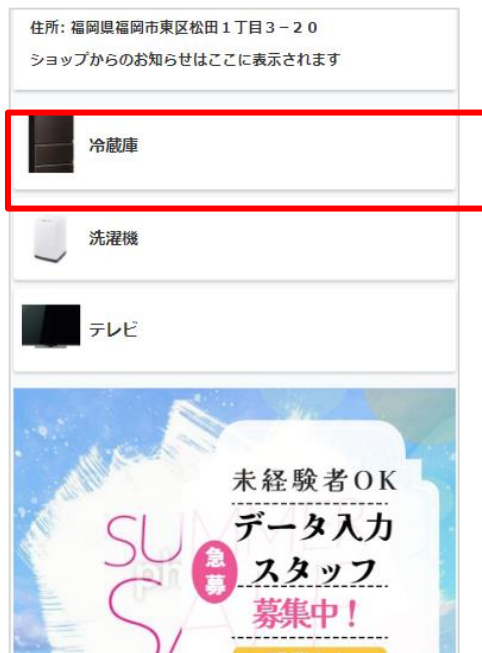 住所: 福岡県福岡市東区松田１丁目３－２０
ショップからのお知らせはここに表示されます
冷蔵庫
洗濯機
テレビ
未経験者OK
データ入力
急募
スタッフ
募集中！
SUMMER
SA